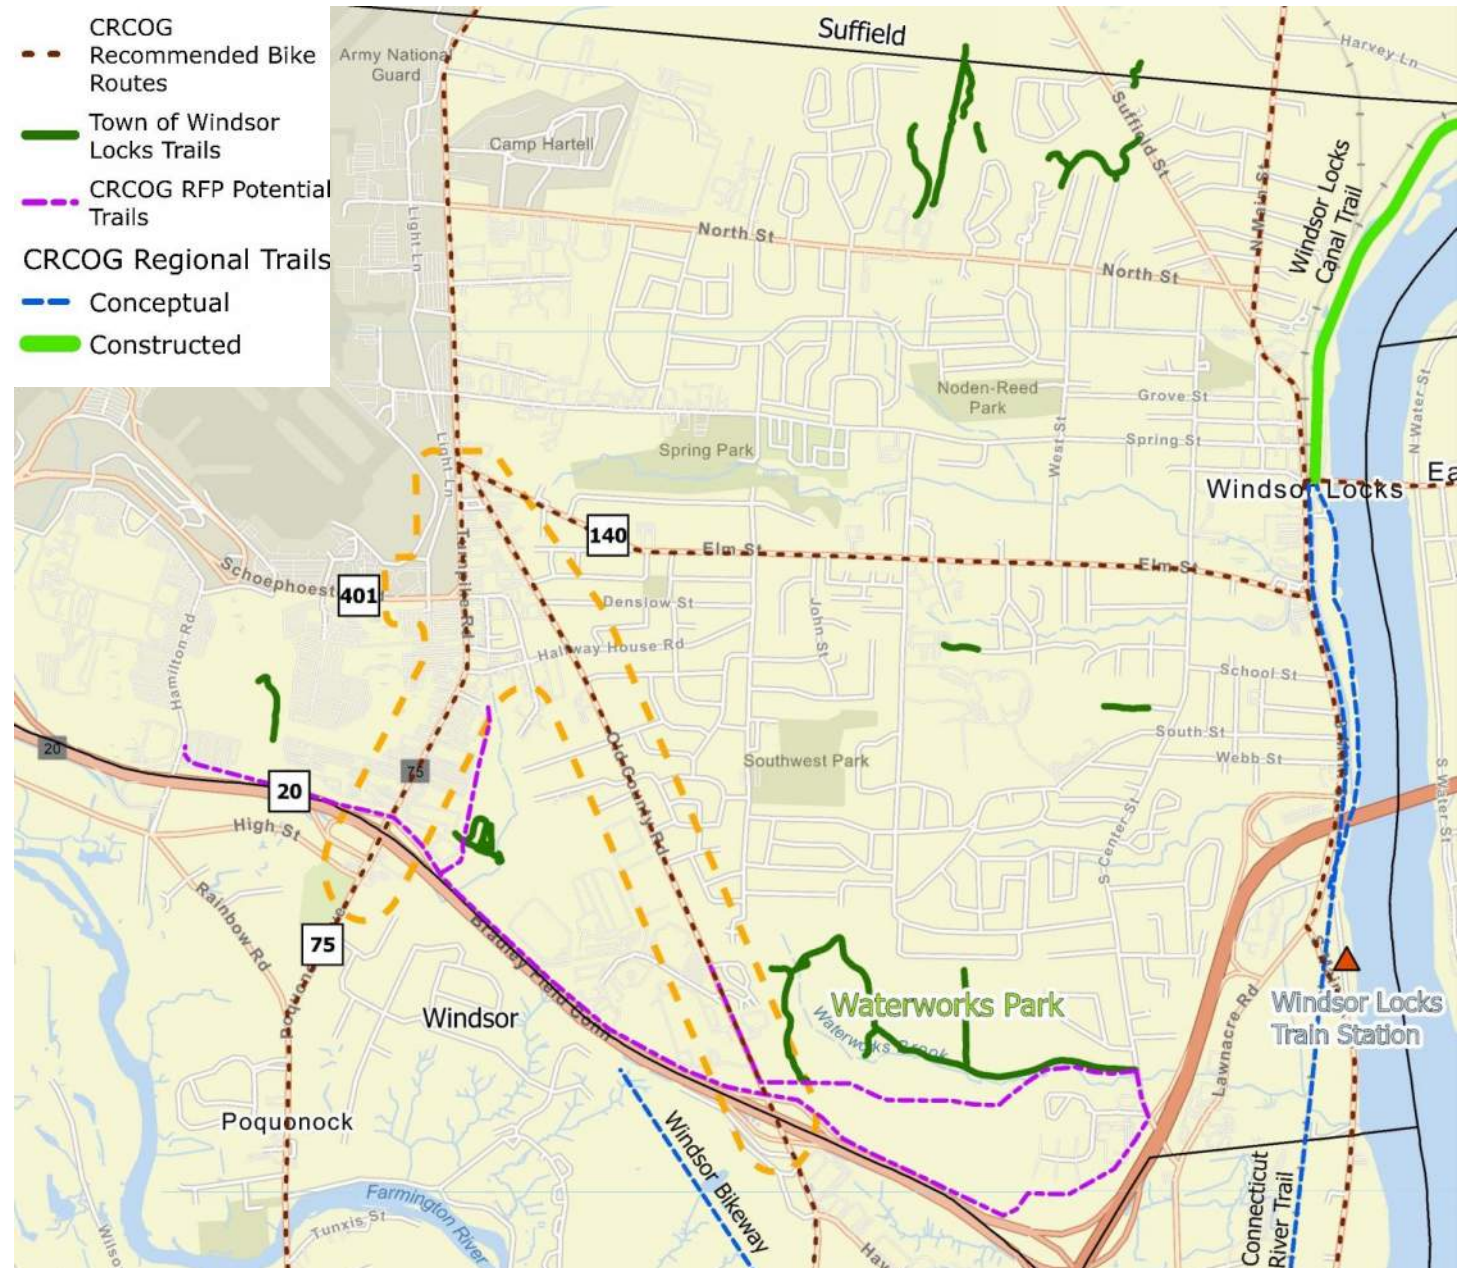 CRCOG
Recommended Bike
Routes
Town of Windsor
Locks Trails
CRCOG RFP Potential
Trails
CRCOG Regional Trails
Conceptual
Constructed
Suffield
Harvey Ln
Army National
Guard
Camp Hartell
Suffield St
Light Ln
North St
North St
N Main St
Windsor Locks
Canal Trail
Noden-Reed
Park
Grove St
N Water St
Spring St
West St
Spring Park
Light Ln
Windsor Locks
Ea
140
Elm St
Elm St
Schoephoest
401
Denslow St
John St
Hamilton Rd
Halfway House Rd
School St
South St
Webb St
20
75
Old County Rd
Southwest Park
20
High St
S Center St
S Water St
Rainbow Rd
75
Bradley Field Conn
Windsor
Waterworks Park
Waterworks Brook
Lawnacre Rd
Windsor Locks
Train Station
Poquonock
Windsor Bikeway
Connecticut
River Trail
Farmington River
Tunxis St
Wilso
Hay